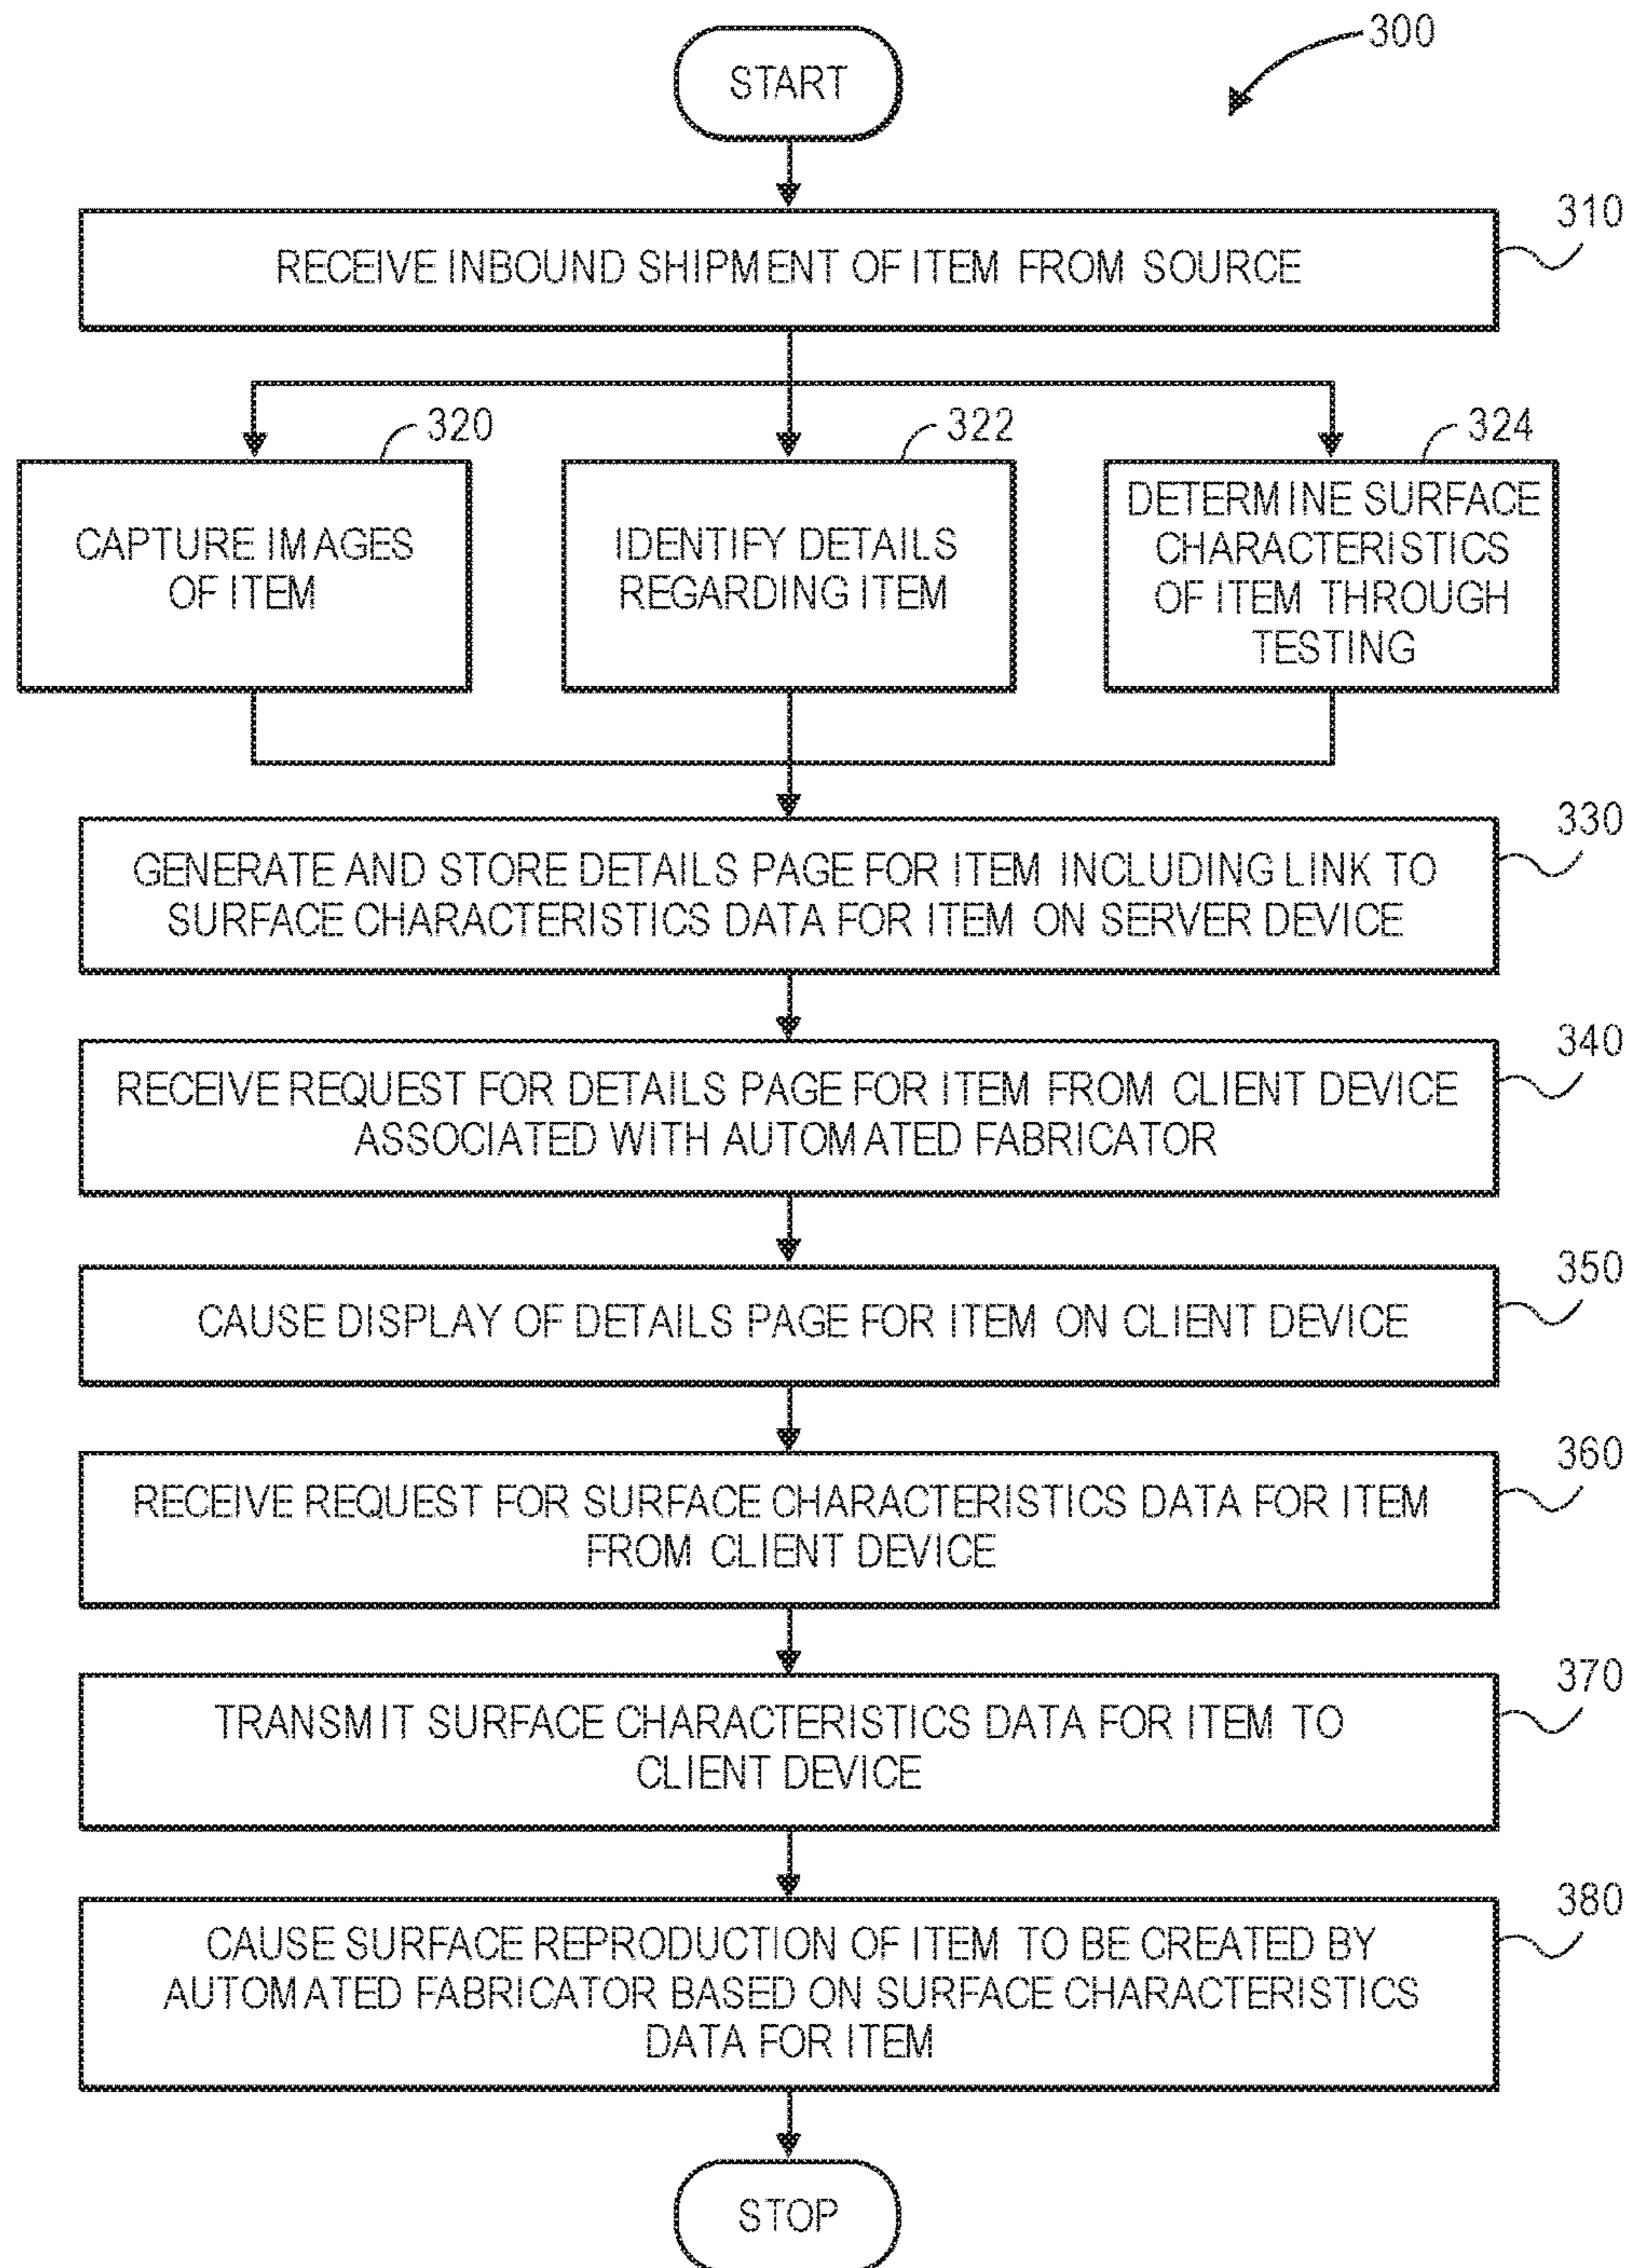 300
START
310
RECEIVE INBOUND SHIPMENT OF ITEM FROM SOURCE
320
322
324
CAPTURE IMAGES
OF ITEM
IDENTIFY DETAILS
REGARDING ITEM
DETERMINE SURFACE
CHARACTERISTICS
OF ITEM THROUGH
TESTING
330
GENERATE AND STORE DETAILS PAGE FOR ITEM INCLUDING LINK TO
SURFACE CHARACTERISTICS DATA FOR ITEM ON SERVER DEVICE
340
RECEIVE REQUEST FOR DETAILS PAGE FOR ITEM FROM CLIENT DEVICE
ASSOCIATED WITH AUTOMATED FABRICATOR
350
CAUSE DISPLAY OF DETAILS PAGE FOR ITEM ON CLIENT DEVICE
360
RECEIVE REQUEST FOR SURFACE CHARACTERISTICS DATA FOR ITEM
FROM CLIENT DEVICE
370
TRANSMIT SURFACE CHARACTERISTICS DATA FOR ITEM TO
CLIENT DEVICE
380
CAUSE SURFACE REPRODUCTION OF ITEM TO BE CREATED BY
AUTOMATED FABRICATOR BASED ON SURFACE CHARACTERISTICS
DATA FOR ITEM
STOP